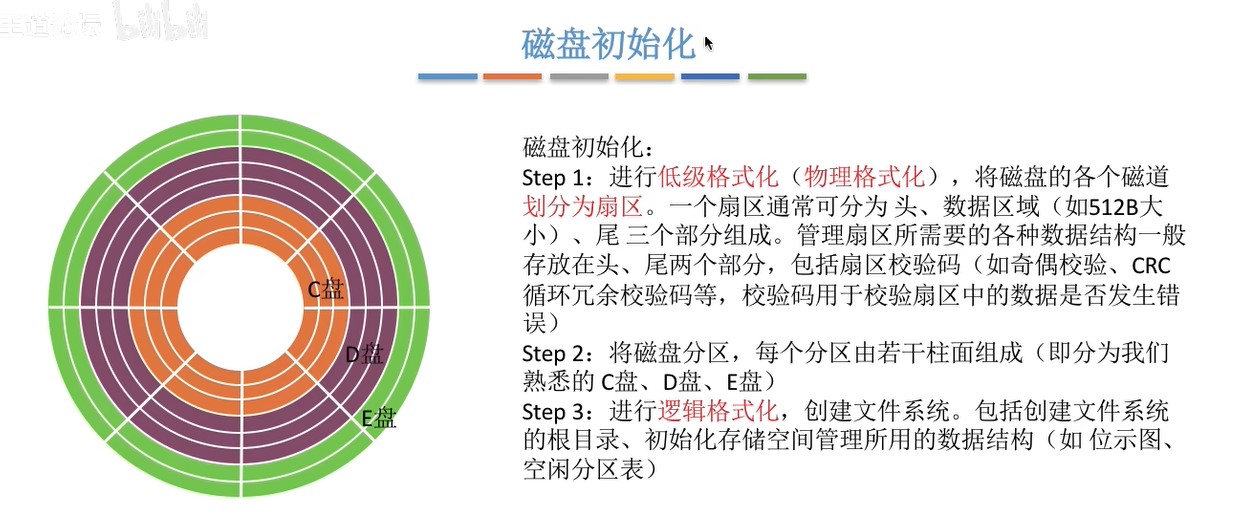 王道论坛 bilibili
磁盘初始化
磁盘初始化：
Step 1：进行低级格式化（物理格式化），将磁盘的各个磁道
划分为扇区。一个扇区通常可分为 头、数据区域（如512B大
小）、尾 三个部分组成。管理扇区所需要的各种数据结构一般
存放在头、尾两个部分，包括扇区校验码（如奇偶校验、CRC
循环冗余校验码等，校验码用于校验扇区中的数据是否发生错
误）
Step 2：将磁盘分区，每个分区由若干柱面组成（即分为我们
熟悉的 C盘、D盘、E盘）
Step 3：进行逻辑格式化，创建文件系统。包括创建文件系统
的根目录、初始化存储空间管理所用的数据结构（如 位示图、
空闲分区表）
C盘
D盘
E盘